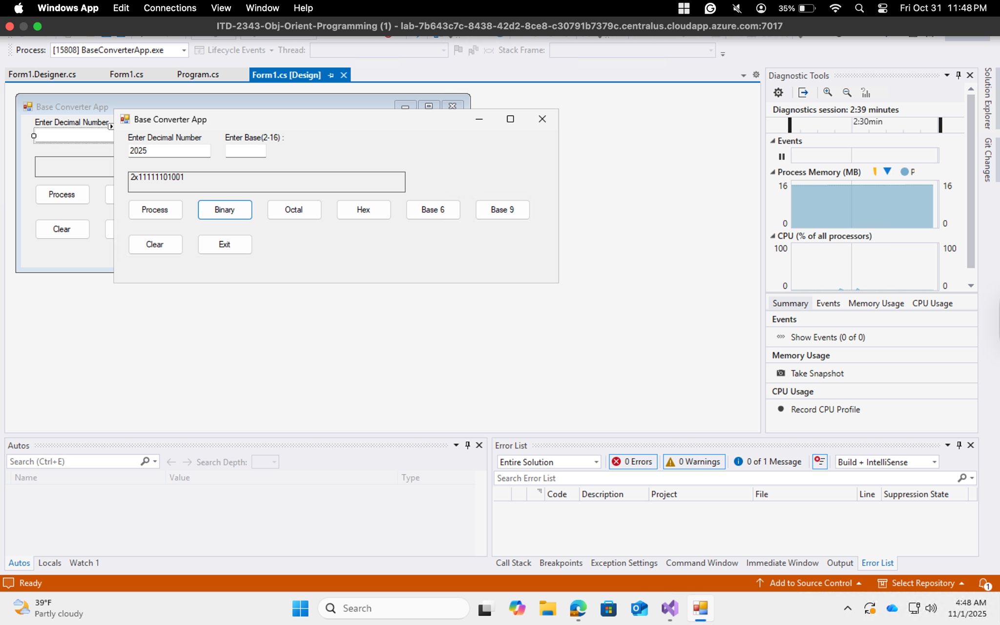 Windows App Edit Connections View Window Help 35% Fri Oct 31 11:48 PM
ITD-2343-Obj-Orient-Programming (1) - lab-7b643c7c-8438-42d2-8ce8-c30791b7379c.centralus.cloudapp.azure.com:7017
Process: [15808] BaseConverterApp.exe Lifecycle Events Thread: Stack Frame:
Form1.Designer.cs Form1.cs Program.cs Form1.cs [Design]
Base Converter App
Enter Decimal Number
Process
Clear
Base Converter App
Enter Decimal Number Enter Base(2-16) :
2025
2x11111101001
Process Binary Octal Hex Base 6 Base 9
Clear Exit
Diagnostic Tools
Diagnostics session: 2:39 minutes
2:30min
Events
Process Memory (MB) P
16 16
0 0
CPU (% of all processors)
100 100
0 0
Summary Events Memory Usage CPU Usage
Events
Show Events (0 of 0)
Memory Usage
Take Snapshot
CPU Usage
Record CPU Profile
Solution Explorer
Git Changes
Autos
Search (Ctrl+E) Search Depth:
Name Value Type
Autos Locals Watch 1
Error List
Entire Solution 0 Errors 0 Warnings 0 of 1 Message Build + IntelliSense
Search Error List
Code Description Project File Line Suppression State
Call Stack Breakpoints Exception Settings Command Window Immediate Window Output Error List
Ready Add to Source Control Select Repository 1
39°F
Partly cloudy
Search
4:48 AM
11/1/2025